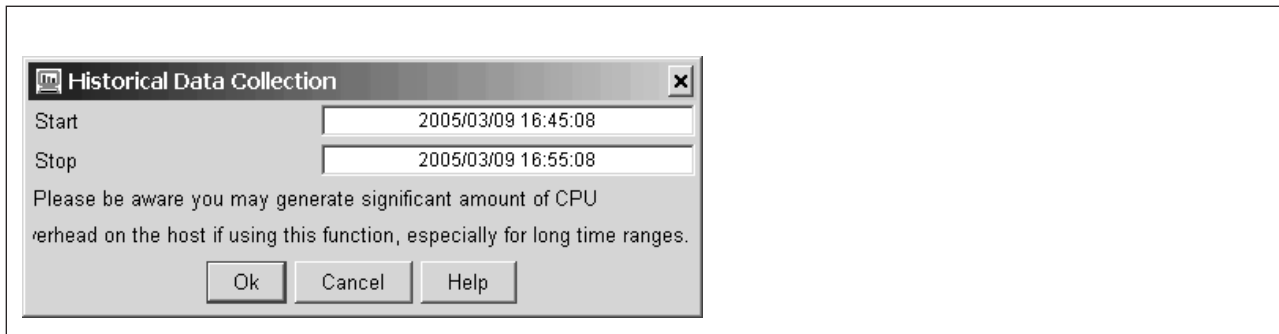 Historical Data Collection
Start 2005/03/09 16:45:08
Stop 2005/03/09 16:55:08
Please be aware you may generate significant amount of CPU
verhead on the host if using this function, especially for long time ranges.
Ok Cancel Help